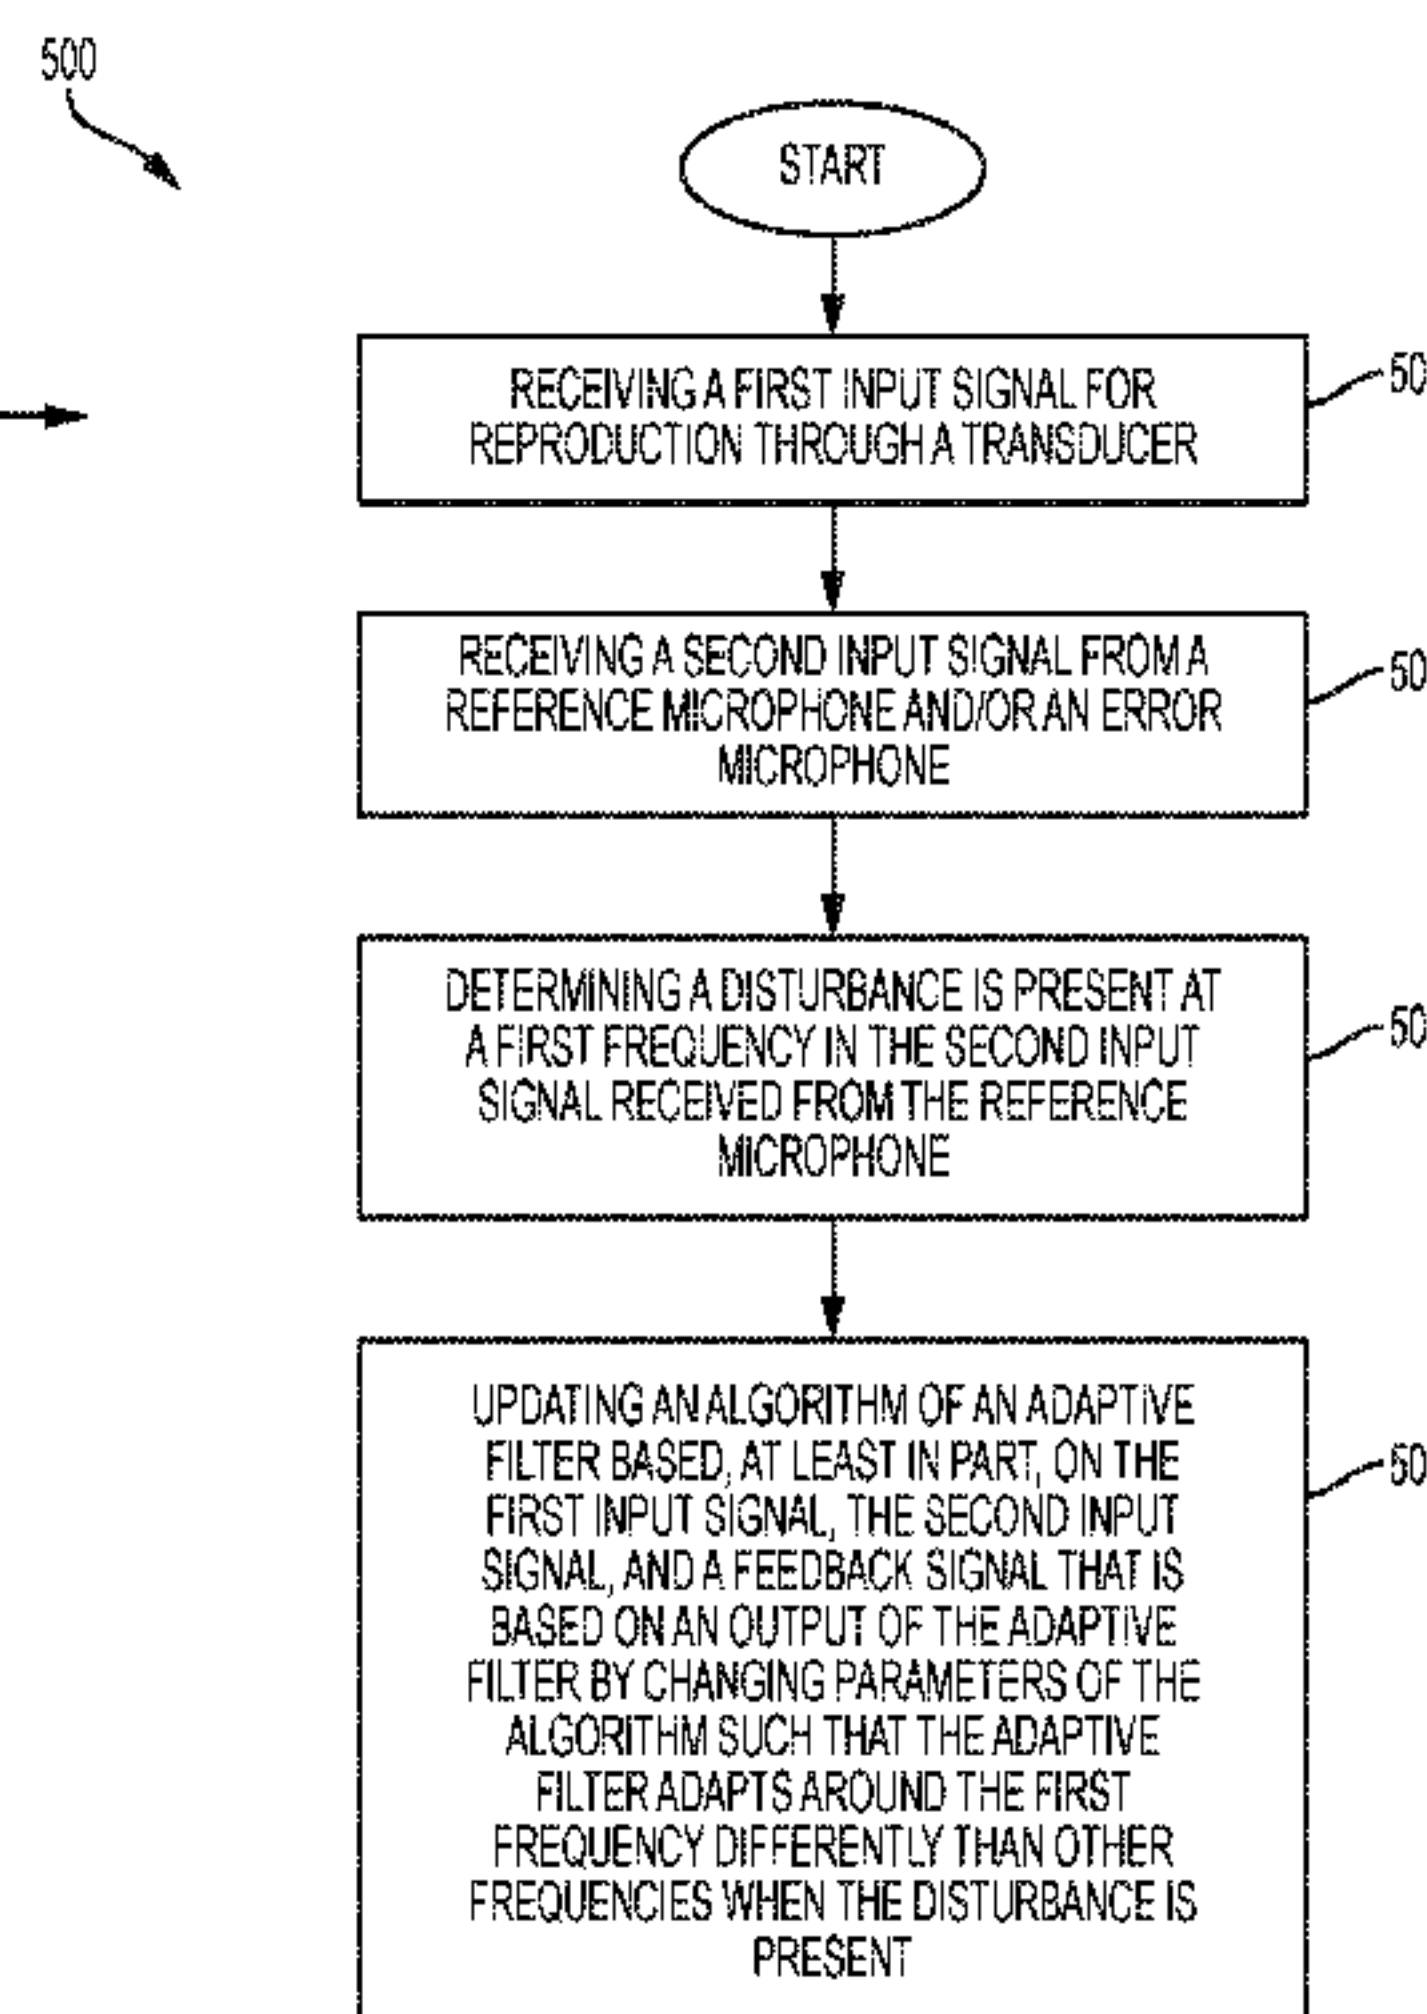 500
START
RECEIVING A FIRST INPUT SIGNAL FOR
REPRODUCTION THROUGH A TRANSDUCER
50
RECEIVING A SECOND INPUT SIGNAL FROM A
REFERENCE MICROPHONE AND/OR AN ERROR
MICROPHONE
50
DETERMINING A DISTURBANCE IS PRESENT AT
A FIRST FREQUENCY IN THE SECOND INPUT
SIGNAL RECEIVED FROM THE REFERENCE
MICROPHONE
50
UPDATING AN ALGORITHM OF AN ADAPTIVE
FILTER BASED, AT LEAST IN PART, ON THE
FIRST INPUT SIGNAL, THE SECOND INPUT
SIGNAL, AND A FEEDBACK SIGNAL THAT IS
BASED ON AN OUTPUT OF THE ADAPTIVE
FILTER BY CHANGING PARAMETERS OF THE
ALGORITHM SUCH THAT THE ADAPTIVE
FILTER ADAPTS AROUND THE FIRST
FREQUENCY DIFFERENTLY THAN OTHER
FREQUENCIES WHEN THE DISTURBANCE IS
PRESENT
50